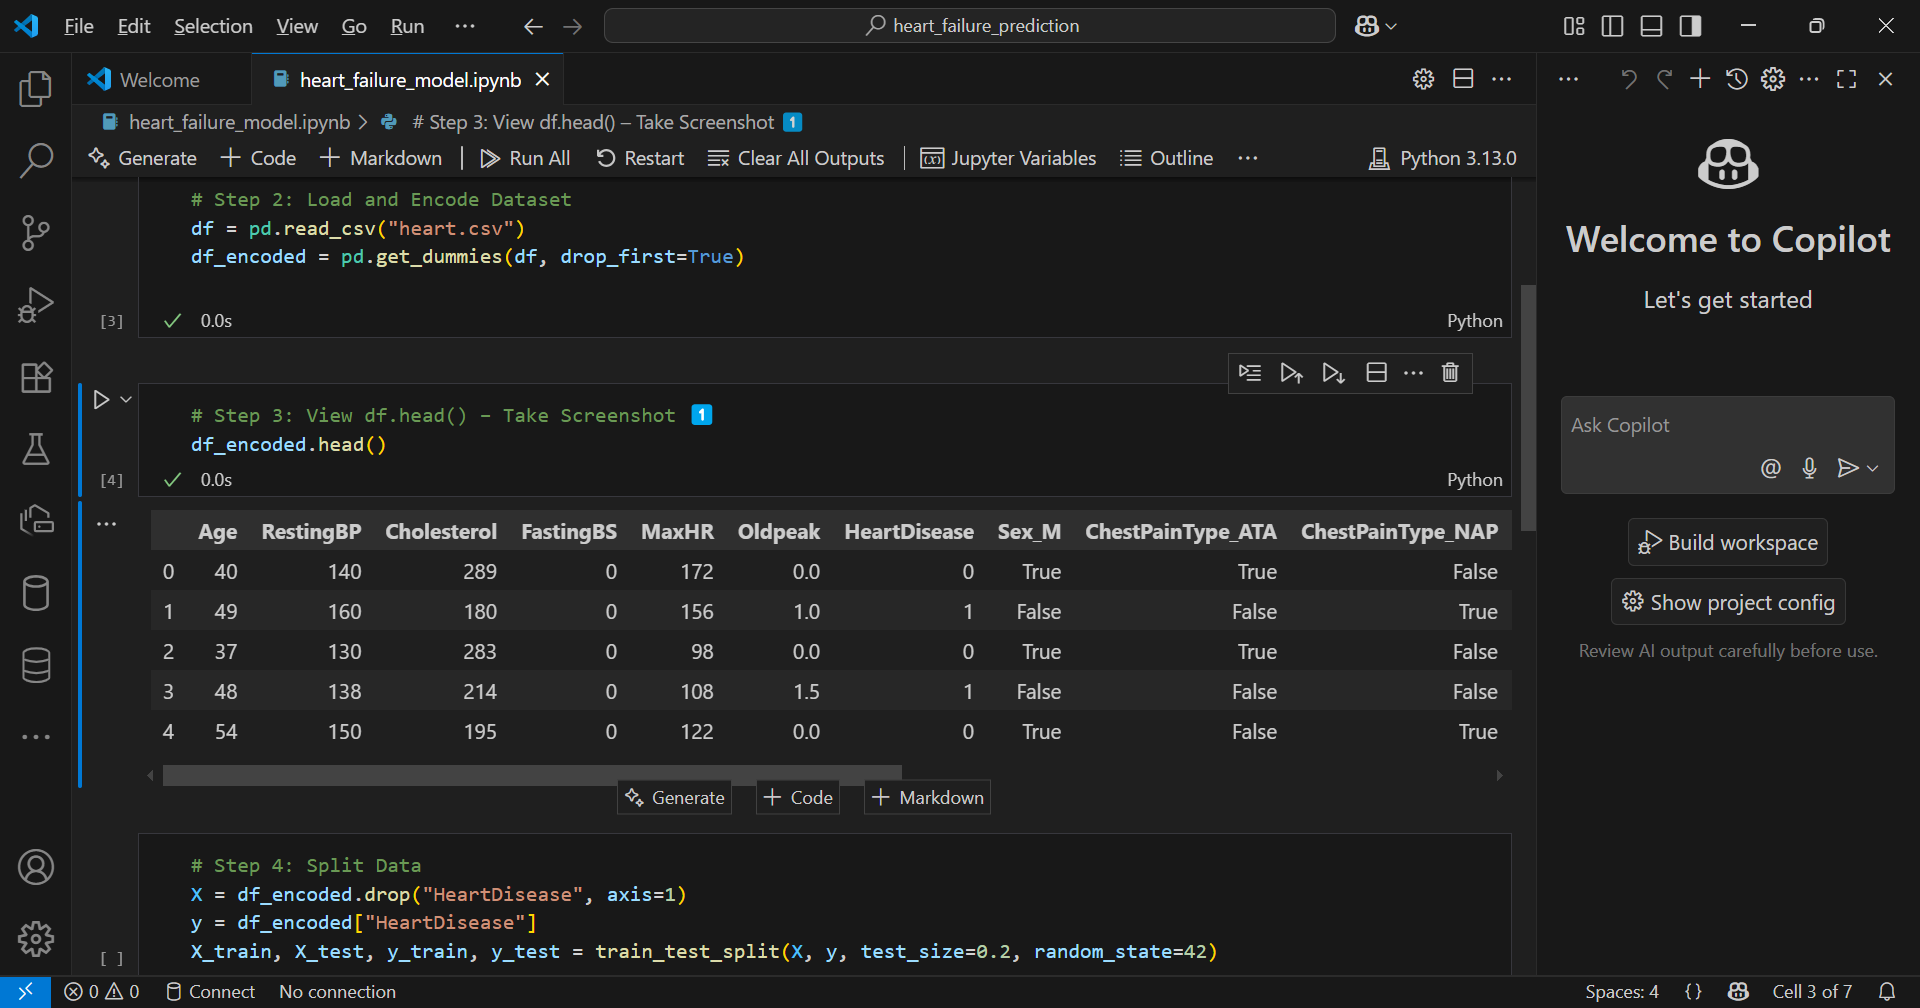 File Edit Selection View Go Run ··· heart_failure_prediction
Welcome heart_failure_model.ipynb
heart_failure_model.ipynb > # Step 3: View df.head() – Take Screenshot 1
Generate + Code + Markdown | Run All Restart Clear All Outputs | Jupyter Variables Outline ··· Python 3.13.0
# Step 2: Load and Encode Dataset
df = pd.read_csv("heart.csv")
df_encoded = pd.get_dummies(df, drop_first=True)
[3] 0.0s Python
# Step 3: View df.head() – Take Screenshot 1
df_encoded.head()
[4] 0.0s Python
Age RestingBP Cholesterol FastingBS MaxHR Oldpeak HeartDisease Sex_M ChestPainType_ATA ChestPainType_NAP
0 40 140 289 0 172 0.0 0 True True False
1 49 160 180 0 156 1.0 1 False False True
2 37 130 283 0 98 0.0 0 True True False
3 48 138 214 0 108 1.5 1 False False False
4 54 150 195 0 122 0.0 0 True False True
Generate + Code + Markdown
# Step 4: Split Data
X = df_encoded.drop("HeartDisease", axis=1)
y = df_encoded["HeartDisease"]
X_train, X_test, y_train, y_test = train_test_split(X, y, test_size=0.2, random_state=42)
[ ]
Welcome to Copilot
Let's get started
Ask Copilot
@
Build workspace
Show project config
Review AI output carefully before use.
0 0 Connect No connection Spaces: 4 {} Cell 3 of 7